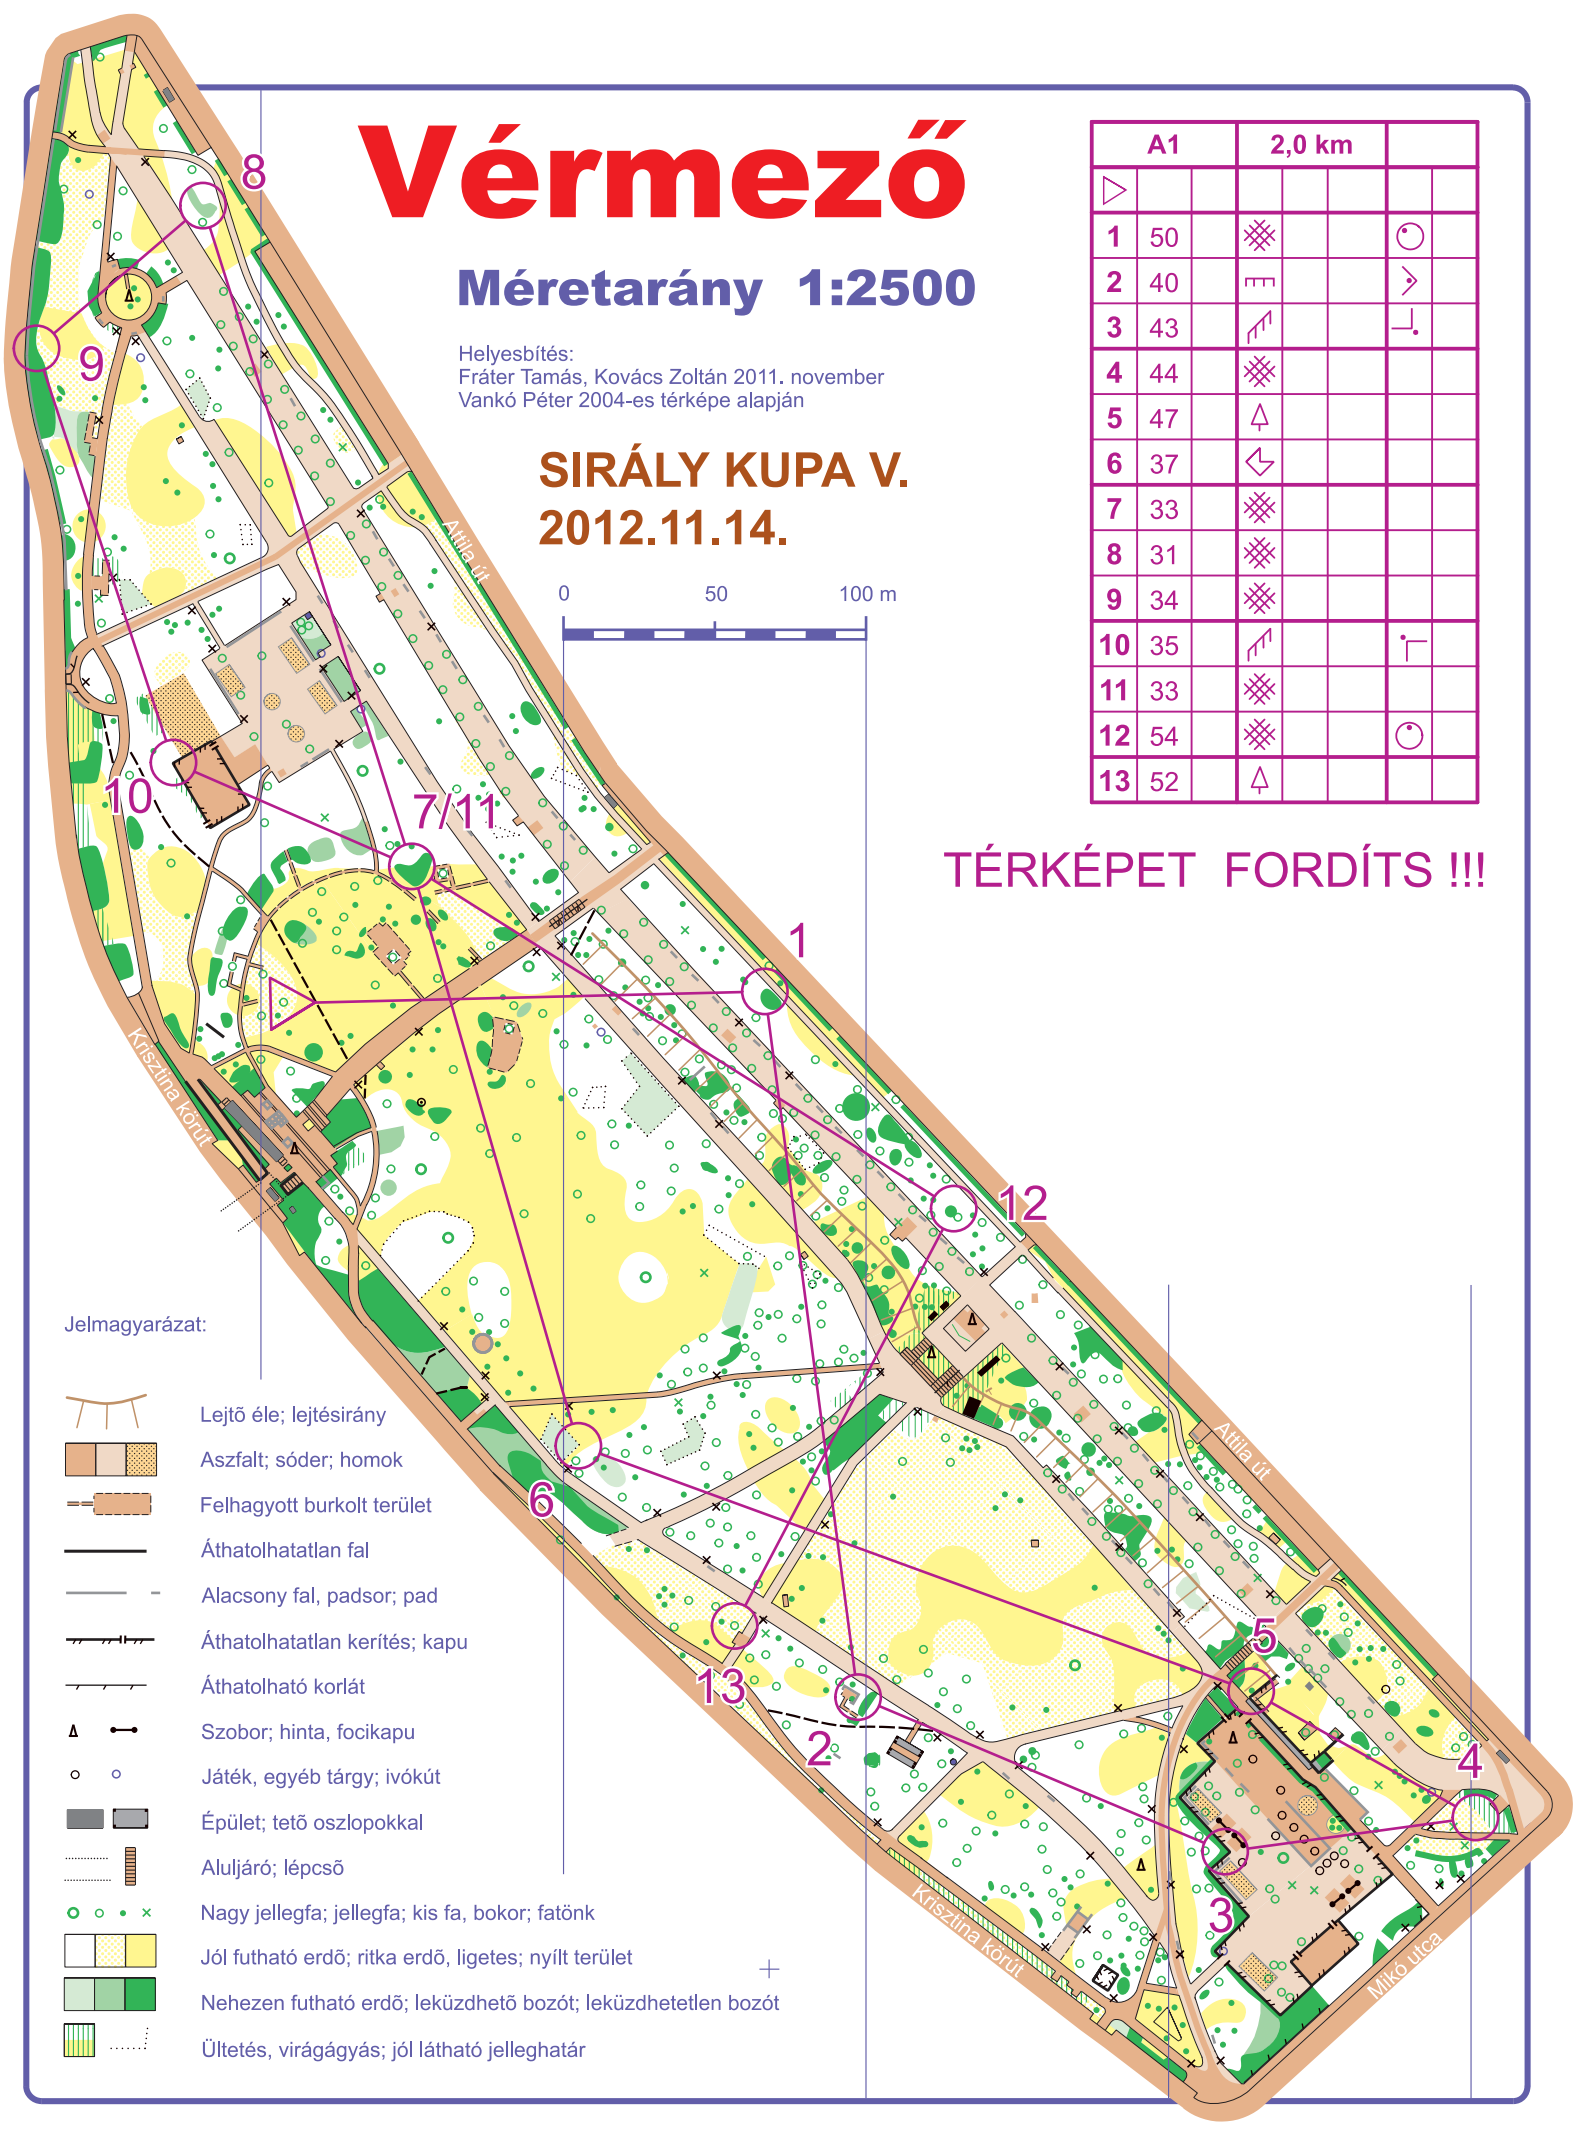 Vérmező
Méretarány 1:2500
Helyesbítés:
Fráter Tamás, Kovács Zoltán 2011. november
Vankó Péter 2004-es térképe alapján
SIRÁLY KUPA V.
2012.11.14.
0 50 100 m
A1 2,0 km
1 50
2 40
3 43
4 44
5 47
6 37
7 33
8 31
9 34
10 35
11 33
12 54
13 52
TÉRKÉPET FORDÍTS !!!
8
9
Attila út
10
7/11
1
Krisztina körút
12
6
Attila út
5
13
2
4
3
Krisztina körút
Mikó utca
Jelmagyarázat:
Lejtõ éle; lejtésirány
Aszfalt; sóder; homok
Felhagyott burkolt terület
Áthatolhatatlan fal
Alacsony fal, padsor; pad
Áthatolhatatlan kerítés; kapu
Áthatolható korlát
Szobor; hinta, focikapu
Játék, egyéb tárgy; ivókút
Épület; tetõ oszlopokkal
Aluljáró; lépcsõ
Nagy jellegfa; jellegfa; kis fa, bokor; fatönk
Jól futható erdõ; ritka erdõ, ligetes; nyílt terület
Nehezen futható erdõ; leküzdhetõ bozót; leküzdhetetlen bozót
Ültetés, virágágyás; jól látható jelleghatár